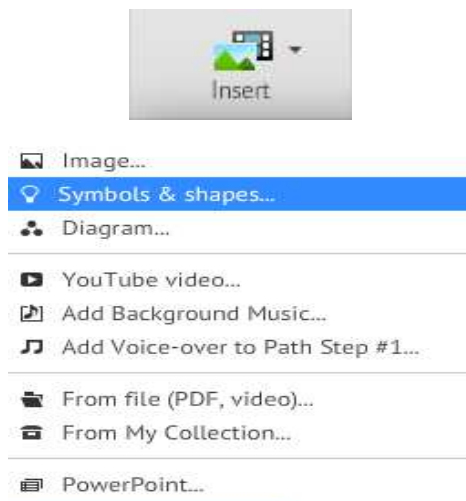 Insert
Image...
Symbols & shapes...
Diagram...
YouTube video...
Add Background Music...
Add Voice-over to Path Step #1...
From file (PDF, video)...
From My Collection...
PowerPoint...